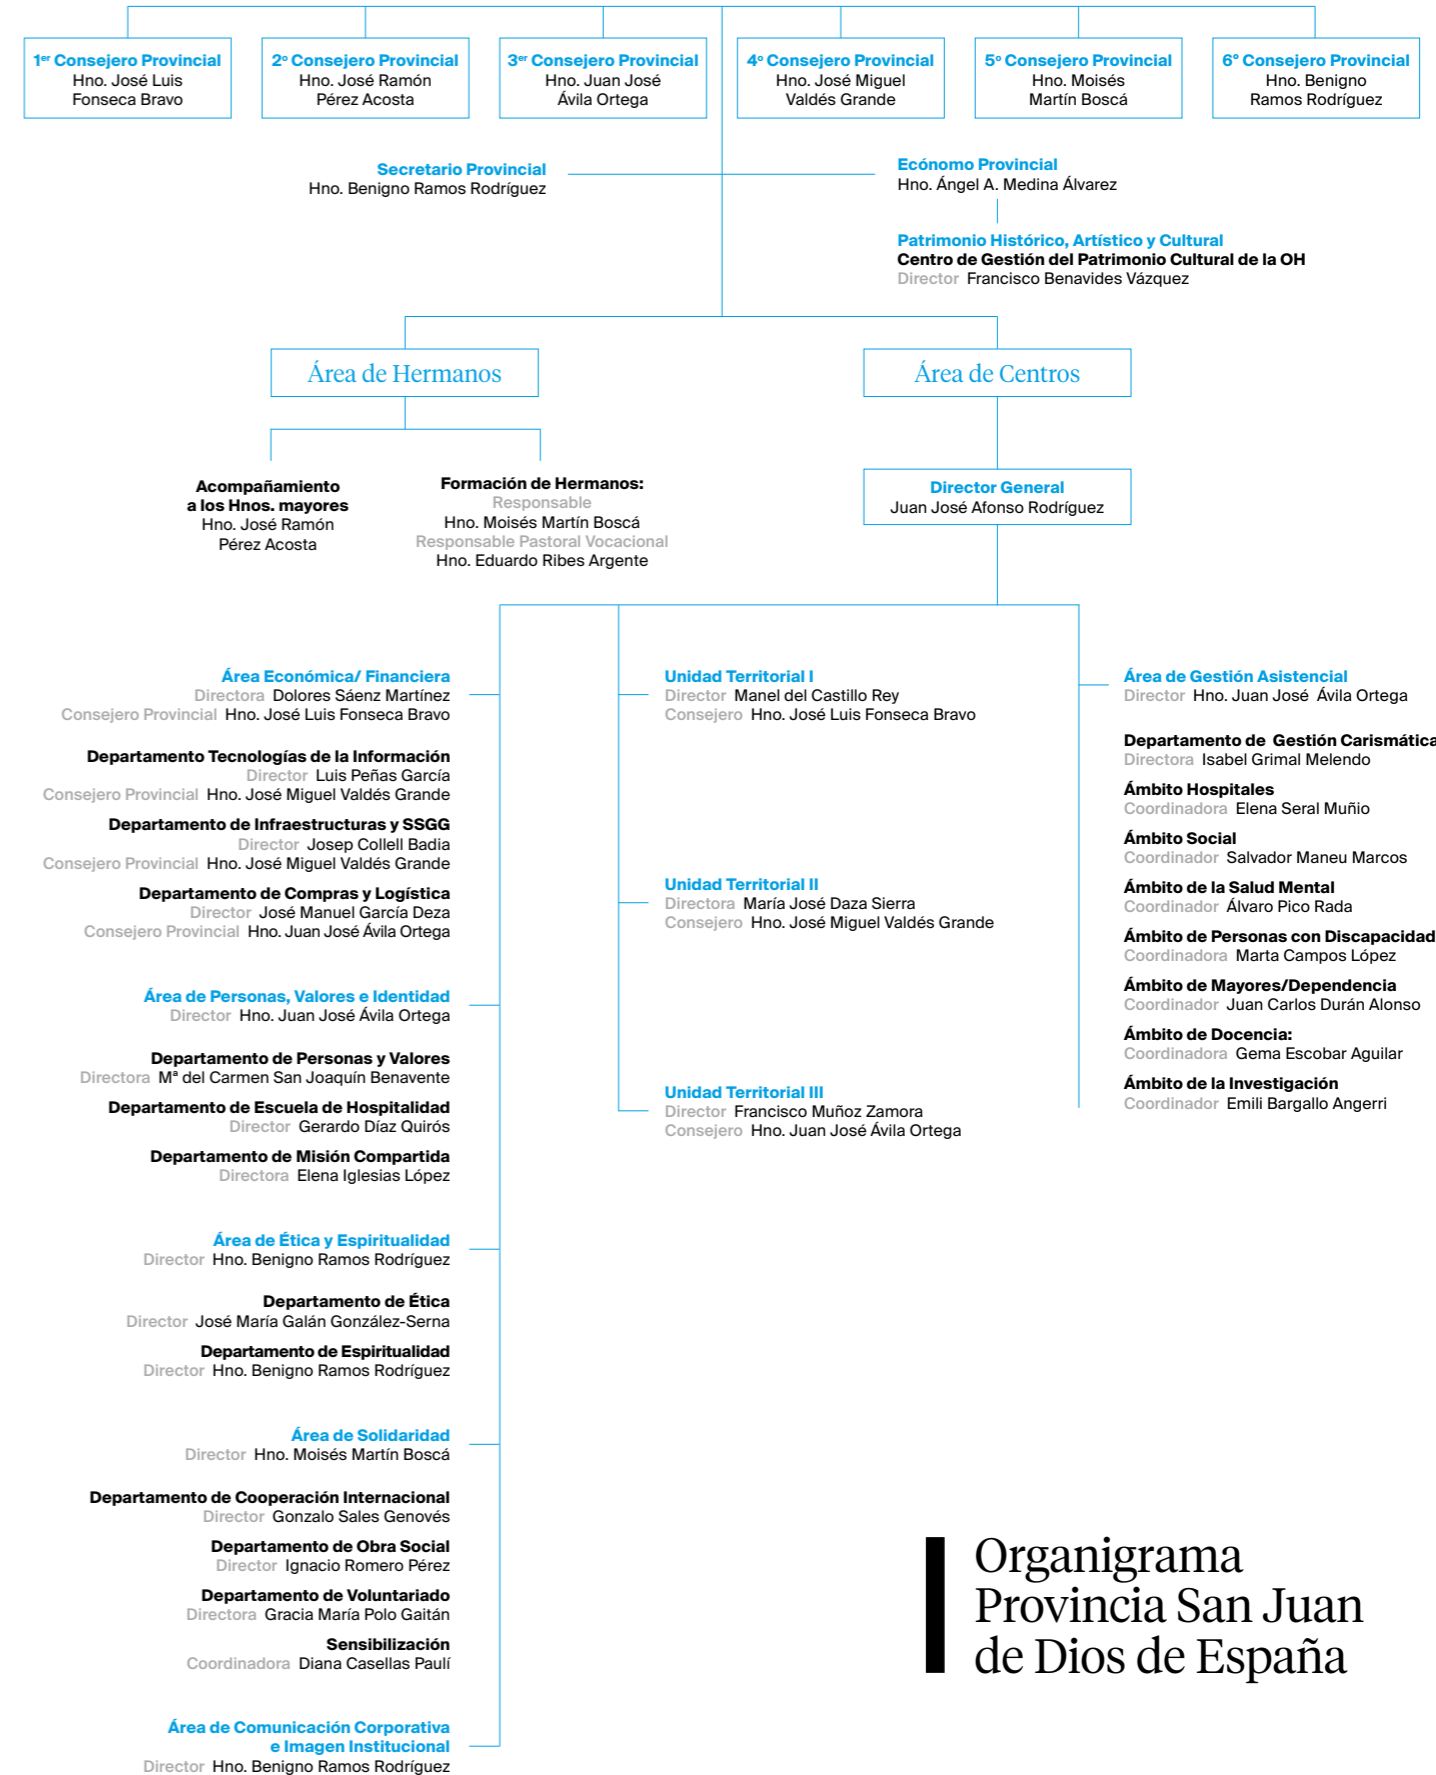 1er Consejero Provincial
Hno. José Luis
Fonseca Bravo
2º Consejero Provincial
Hno. José Ramón
Pérez Acosta
3er Consejero Provincial
Hno. Juan José
Ávila Ortega
4º Consejero Provincial
Hno. José Miguel
Valdés Grande
5º Consejero Provincial
Hno. Moisés
Martín Boscá
6º Consejero Provincial
Hno. Benigno
Ramos Rodríguez
Secretario Provincial
Hno. Benigno Ramos Rodríguez
Ecónomo Provincial
Hno. Ángel A. Medina Álvarez
Patrimonio Histórico, Artístico y Cultural
Centro de Gestión del Patrimonio Cultural de la OH
Director Francisco Benavides Vázquez
Área de Hermanos
Área de Centros
Acompañamiento
a los Hnos. mayores
Hno. José Ramón
Pérez Acosta
Formación de Hermanos:
Responsable
Hno. Moisés Martín Boscá
Responsable Pastoral Vocacional
Hno. Eduardo Ribes Argente
Director General
Juan José Afonso Rodríguez
Área Económica/ Financiera
Directora Dolores Sáenz Martínez
Consejero Provincial Hno. José Luis Fonseca Bravo
Departamento Tecnologías de la Información
Director Luis Peñas García
Consejero Provincial Hno. José Miguel Valdés Grande
Departamento de Infraestructuras y SSGG
Director Josep Collell Badia
Consejero Provincial Hno. José Miguel Valdés Grande
Departamento de Compras y Logística
Director José Manuel García Deza
Consejero Provincial Hno. Juan José Ávila Ortega
Área de Personas, Valores e Identidad
Director Hno. Juan José Ávila Ortega
Departamento de Personas y Valores
Directora Mª del Carmen San Joaquín Benavente
Departamento de Escuela de Hospitalidad
Director Gerardo Díaz Quirós
Departamento de Misión Compartida
Directora Elena Iglesias López
Área de Ética y Espiritualidad
Director Hno. Benigno Ramos Rodríguez
Departamento de Ética
Director José María Galán González-Serna
Departamento de Espiritualidad
Director Hno. Benigno Ramos Rodríguez
Área de Solidaridad
Director Hno. Moisés Martín Boscá
Departamento de Cooperación Internacional
Director Gonzalo Sales Genovés
Departamento de Obra Social
Director Ignacio Romero Pérez
Departamento de Voluntariado
Directora Gracia María Polo Gaitán
Sensibilización
Coordinadora Diana Casellas Paulí
Área de Comunicación Corporativa
e Imagen Institucional
Director Hno. Benigno Ramos Rodríguez
Unidad Territorial I
Director Manel del Castillo Rey
Consejero Hno. José Luis Fonseca Bravo
Unidad Territorial II
Directora María José Daza Sierra
Consejero Hno. José Miguel Valdés Grande
Unidad Territorial III
Director Francisco Muñoz Zamora
Consejero Hno. Juan José Ávila Ortega
Área de Gestión Asistencial
Director Hno. Juan José Ávila Ortega
Departamento de Gestión Carismática
Directora Isabel Grimal Melendo
Ámbito Hospitales
Coordinadora Elena Seral Muñio
Ámbito Social
Coordinador Salvador Maneu Marcos
Ámbito de la Salud Mental
Coordinador Álvaro Pico Rada
Ámbito de Personas con Discapacidad
Coordinadora Marta Campos López
Ámbito de Mayores/Dependencia
Coordinador Juan Carlos Durán Alonso
Ámbito de Docencia:
Coordinadora Gema Escobar Aguilar
Ámbito de la Investigación
Coordinador Emili Bargallo Angerri
Organigrama
Provincia San Juan
de Dios de España